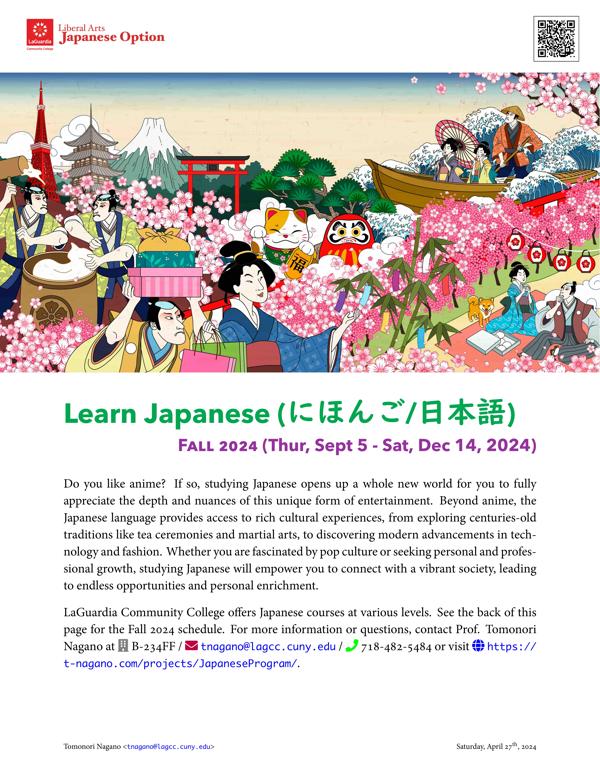 LaGuardia
Community College
Liberal Arts
Japanese Option
福
Learn Japanese (にほんご/日本語)
FALL 2024 (Thur, Sept 5 - Sat, Dec 14, 2024)
Do you like anime? If so, studying Japanese opens up a whole new world for you to fully
appreciate the depth and nuances of this unique form of entertainment. Beyond anime, the
Japanese language provides access to rich cultural experiences, from exploring centuries-old
traditions like tea ceremonies and martial arts, to discovering modern advancements in tech-
nology and fashion. Whether you are fascinated by pop culture or seeking personal and profes-
sional growth, studying Japanese will empower you to connect with a vibrant society, leading
to endless opportunities and personal enrichment.
LaGuardia Community College offers Japanese courses at various levels. See the back of this
page for the Fall 2024 schedule. For more information or questions, contact Prof. Tomonori
Nagano at B-234FF / tnagano@lagcc.cuny.edu / 718-482-5484 or visit https://
t-nagano.com/projects/JapaneseProgram/.
Tomonori Nagano <tnagano@lagcc.cuny.edu>
Saturday, April 27th, 2024